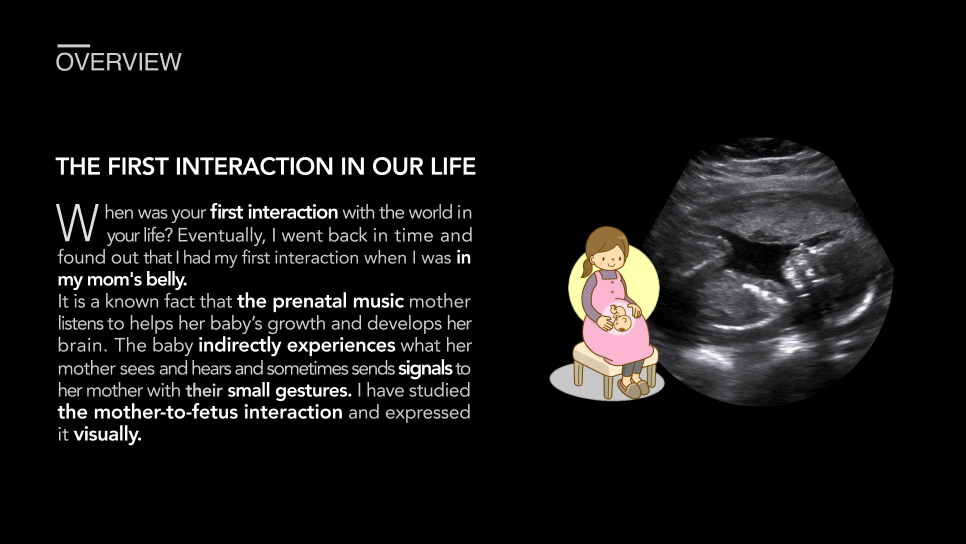 OVERVIEW
THE FIRST INTERACTION IN OUR LIFE
When was your first interaction with the world in
your life? Eventually, I went back in time and
found out that I had my first interaction when I was in
my mom's belly.
It is a known fact that the prenatal music mother
listens to helps her baby’s growth and develops her
brain. The baby indirectly experiences what her
mother sees and hears and sometimes sends signals to
her mother with their small gestures. I have studied
the mother-to-fetus interaction and expressed
it visually.